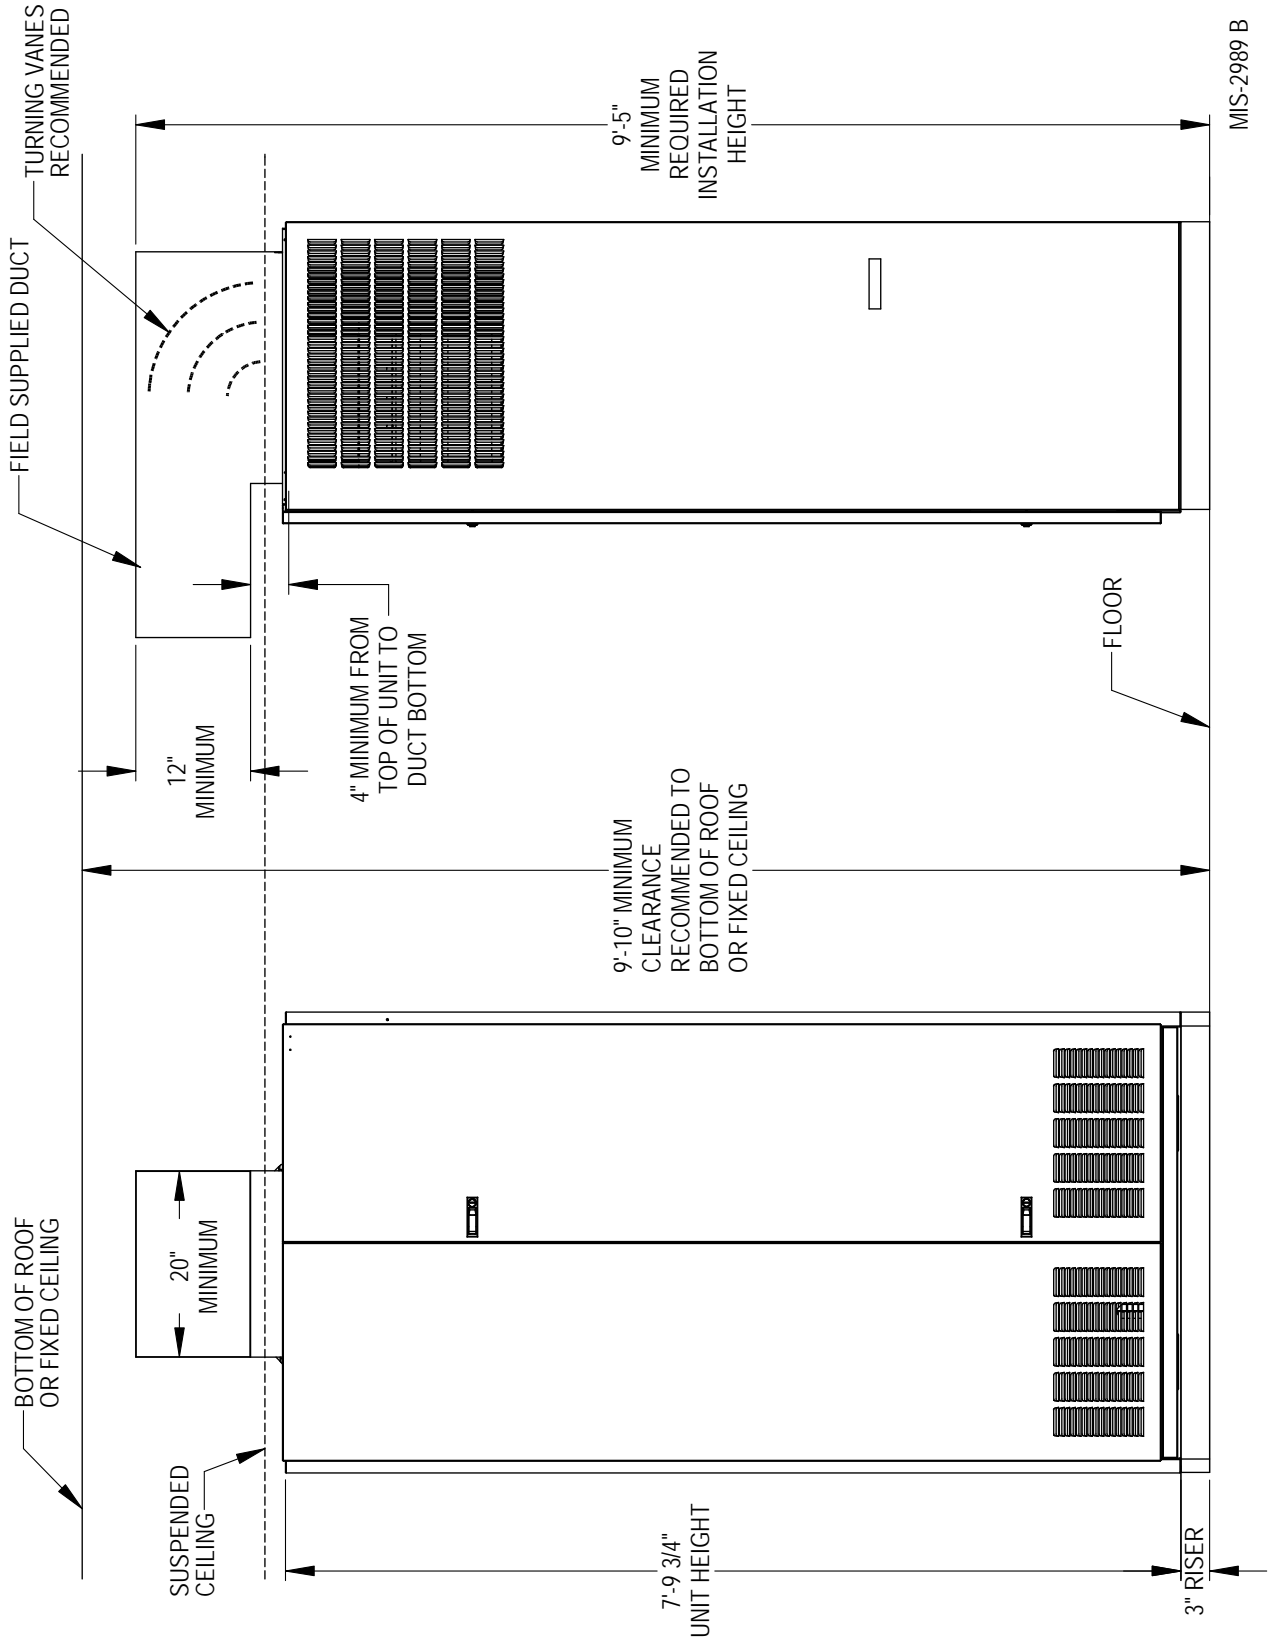 BOTTOM OF ROOF
OR FIXED CEILING
FIELD SUPPLIED DUCT
TURNING VANES
RECOMMENDED
SUSPENDED
CEILING
20"
MINIMUM
12"
MINIMUM
4" MINIMUM FROM
TOP OF UNIT TO
DUCT BOTTOM
7'-9 3/4"
UNIT HEIGHT
9'-10" MINIMUM
CLEARANCE
RECOMMENDED TO
BOTTOM OF ROOF
OR FIXED CEILING
9'-5"
MINIMUM
REQUIRED
INSTALLATION
HEIGHT
FLOOR
3" RISER
MIS-2989 B